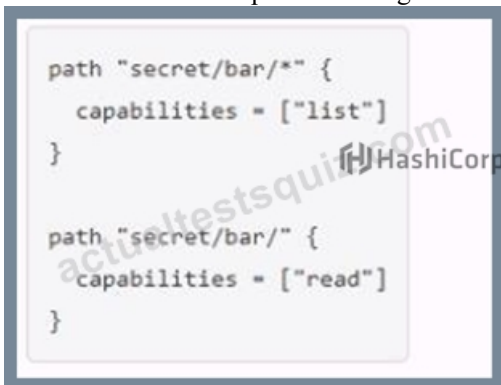 path "secret/bar/*" {
capabilities = ["list"]
}
HashiCorp
actualtestsquiz.com
path "secret/bar/" {
capabilities = ["read"]
}